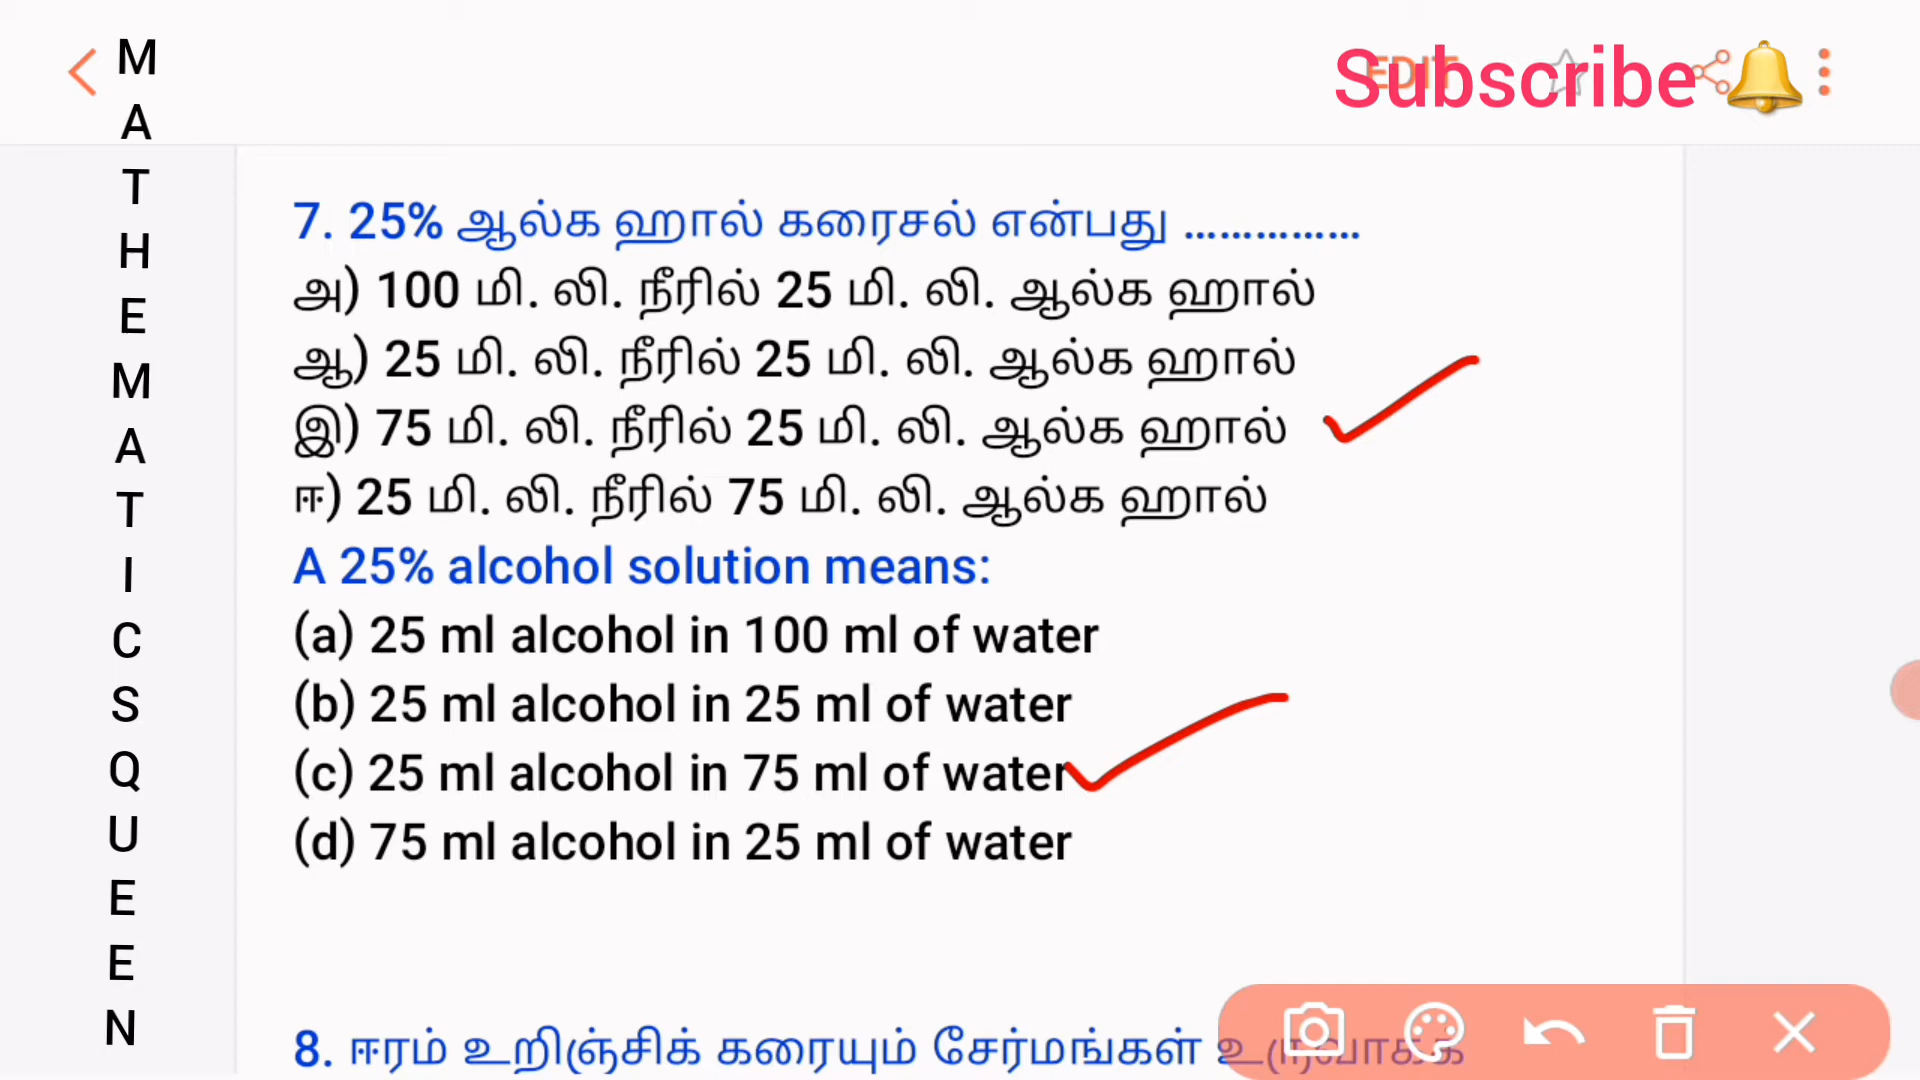 MATHEMATICSQUEEN
EDIT
Subscribe
7. 25% ஆல்க ஹால் கரைசல் என்பது ...............
அ) 100 மி. லி. நீரில் 25 மி. லி. ஆல்க ஹால்
ஆ) 25 மி. லி. நீரில் 25 மி. லி. ஆல்க ஹால்
இ) 75 மி. லி. நீரில் 25 மி. லி. ஆல்க ஹால்
ஈ) 25 மி. லி. நீரில் 75 மி. லி. ஆல்க ஹால்
A 25% alcohol solution means:
(a) 25 ml alcohol in 100 ml of water
(b) 25 ml alcohol in 25 ml of water
(c) 25 ml alcohol in 75 ml of water
(d) 75 ml alcohol in 25 ml of water
8. ஈரம் உறிஞ்சிக் கரையும் சேர்மங்கள்